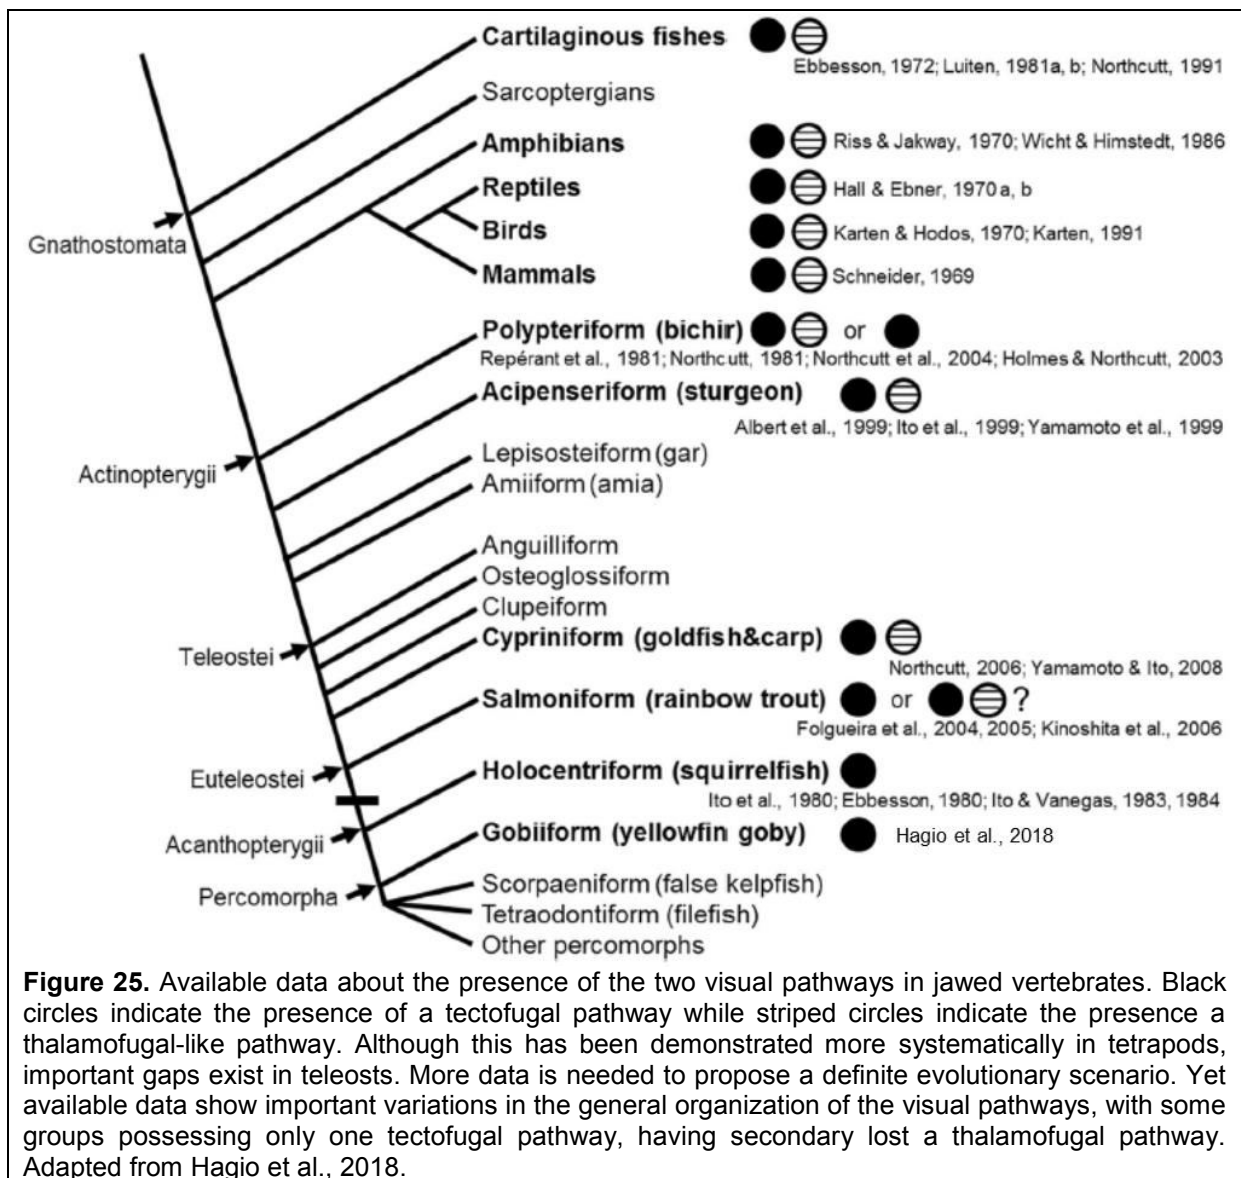 Cartilaginous fishes
Ebbesson, 1972; Luiten, 1981a, b; Northcutt, 1991
Sarcoptergians
Amphibians
Riss & Jakway, 1970; Wicht & Himstedt, 1986
Reptiles
Hall & Ebner, 1970 a, b
Gnathostomata
Birds
Karten & Hodos, 1970; Karten, 1991
Mammals
Schneider, 1969
Polypteriform (bichir) or
Repérant et al., 1981; Northcutt, 1981; Northcutt et al., 2004; Holmes & Northcutt, 2003
Acipenseriform (sturgeon)
Albert et al., 1999; Ito et al., 1999; Yamamoto et al., 1999
Actinopterygii
Lepisosteiform (gar)
Amiiform (amia)
Anguilliform
Osteoglossiform
Clupeiform
Cypriniform (goldfish&carp)
Teleostei
Northcutt, 2006; Yamamoto & Ito, 2008
Salmoniform (rainbow trout) or ?
Folgueira et al., 2004, 2005; Kinoshita et al., 2006
Euteleostei
Holocentriform (squirrelfish)
Ito et al., 1980; Ebbesson, 1980; Ito & Vanegas, 1983, 1984
Acanthopterygii
Gobiiform (yellowfin goby)
Hagio et al., 2018
Percomorpha
Scorpaeniform (false kelpfish)
Tetraodontiform (filefish)
Other percomorphs
Figure 25. Available data about the presence of the two visual pathways in jawed vertebrates. Black
circles indicate the presence of a tectofugal pathway while striped circles indicate the presence a
thalamofugal-like pathway. Although this has been demonstrated more systematically in tetrapods,
important gaps exist in teleosts. More data is needed to propose a definite evolutionary scenario. Yet
available data show important variations in the general organization of the visual pathways, with some
groups possessing only one tectofugal pathway, having secondary lost a thalamofugal pathway.
Adapted from Hagio et al., 2018.